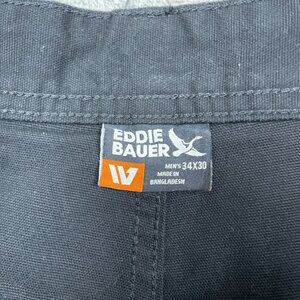 EDDIE
BAUER
MEN'S 34X30
MADE IN
BANGLADESH
W